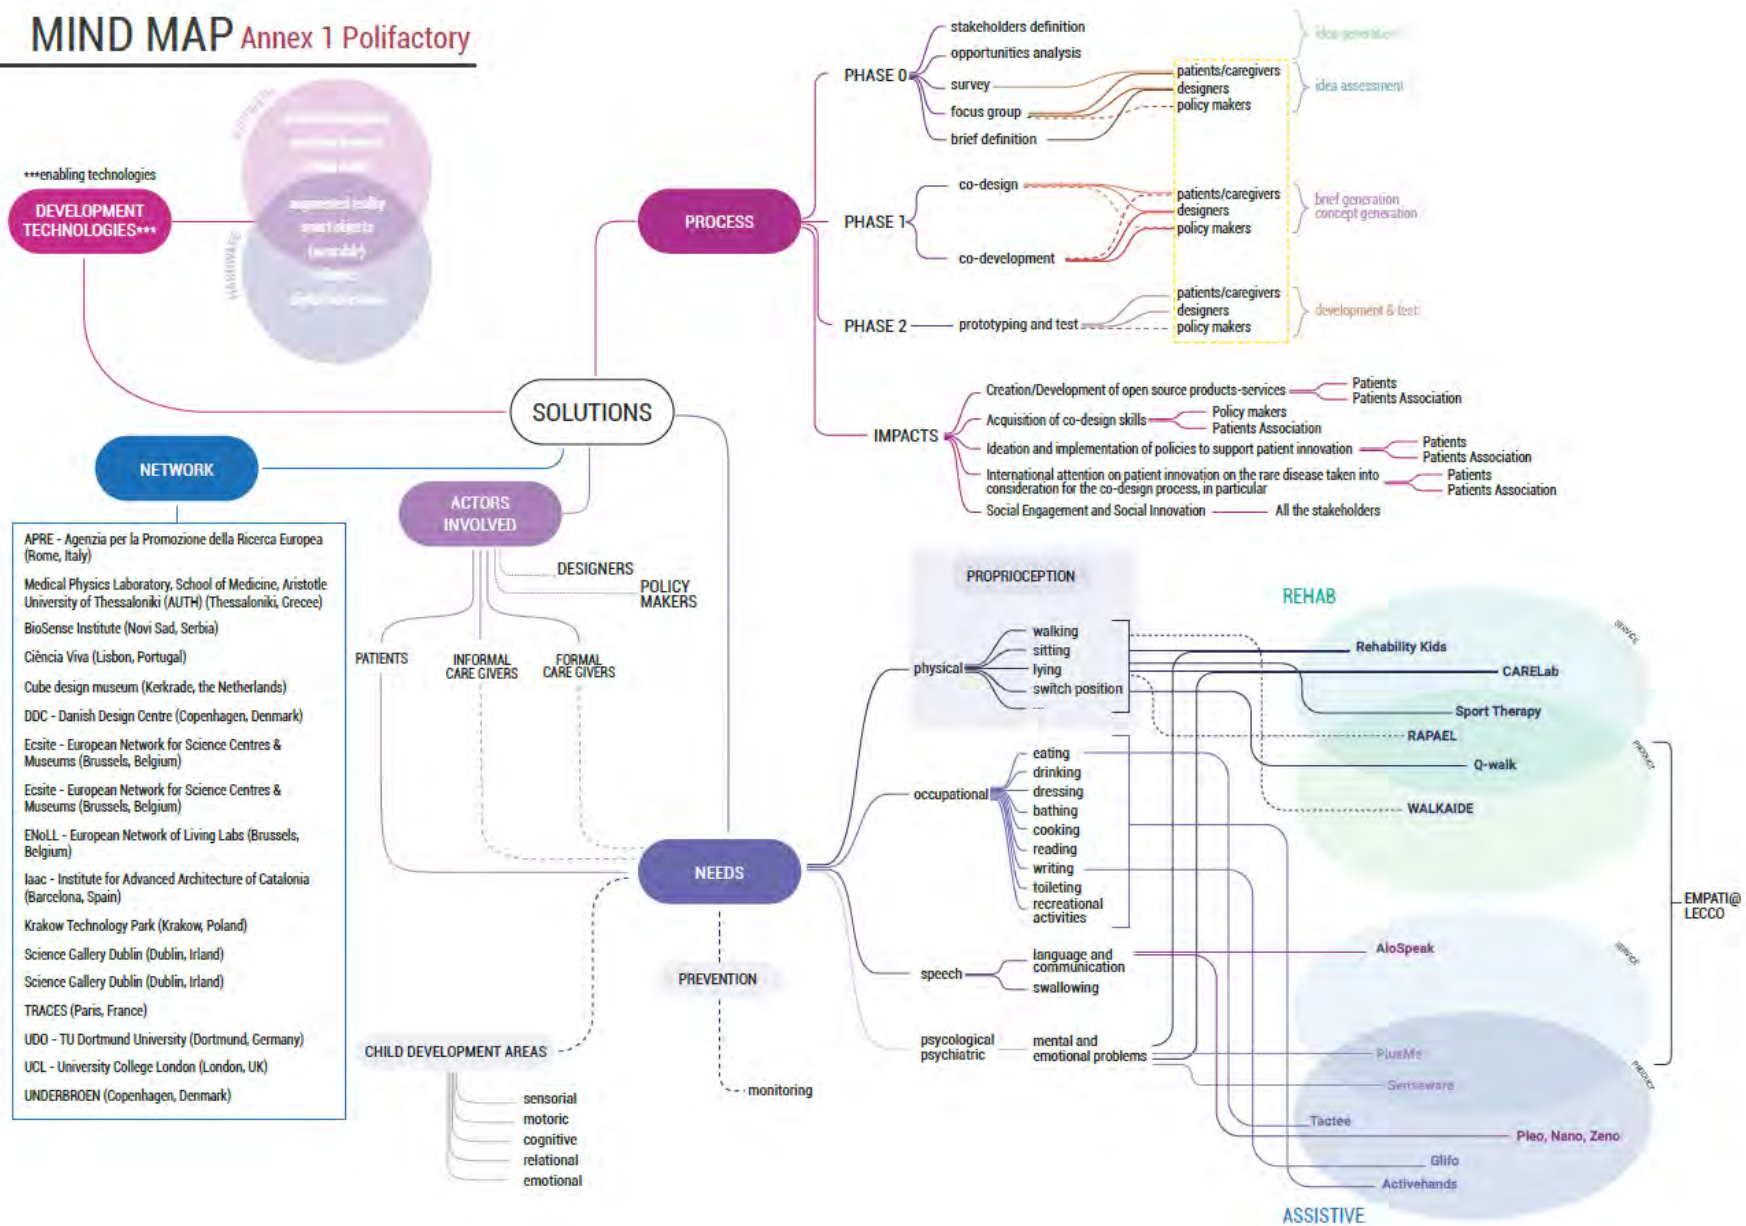 MIND MAP Annex 1 Polifactory
***enabling technologies
DEVELOPMENT
TECHNOLOGIES***
HARDWARE
augmented reality
smart objects
(wearable)
SOLUTIONS
PROCESS
PHASE 0
stakeholders definition
opportunities analysis
survey
focus group
brief definition
patients/caregivers
designers
policy makers
idea generation
idea assessment
PHASE 1
co-design
co-development
patients/caregivers
designers
policy makers
brief generation
concept generation
PHASE 2
prototyping and test
patients/caregivers
designers
policy makers
development & test
IMPACTS
Creation/Development of open source products-services
Patients
Patients Association
Acquisition of co-design skills
Policy makers
Patients Association
Ideation and implementation of policies to support patient innovation
Patients
Patients Association
International attention on patient innovation on the rare disease taken into
consideration for the co-design process, in particular
Patients
Patients Association
Social Engagement and Social Innovation
All the stakeholders
NETWORK
APRE - Agenzia per la Promozione della Ricerca Europea
(Rome, Italy)
Medical Physics Laboratory, School of Medicine, Aristotle
University of Thessaloniki (AUTH) (Thessaloniki, Grecee)
BioSense Institute (Novi Sad, Serbia)
Ciència Viva (Lisbon, Portugal)
Cube design museum (Kerkrade, the Netherlands)
DDC - Danish Design Centre (Copenhagen, Denmark)
Ecsite - European Network for Science Centres &
Museums (Brussels, Belgium)
Ecsite - European Network for Science Centres &
Museums (Brussels, Belgium)
ENoLL - European Network of Living Labs (Brussels,
Belgium)
Iaac - Institute for Advanced Architecture of Catalonia
(Barcelona, Spain)
Krakow Technology Park (Krakow, Poland)
Science Gallery Dublin (Dublin, Irland)
Science Gallery Dublin (Dublin, Irland)
TRACES (Paris, France)
UDO - TU Dortmund University (Dortmund, Germany)
UCL - University College London (London, UK)
UNDERBROEN (Copenhagen, Denmark)
ACTORS
INVOLVED
DESIGNERS
POLICY
MAKERS
PATIENTS
INFORMAL
CARE GIVERS
FORMAL
CARE GIVERS
NEEDS
PREVENTION
monitoring
CHILD DEVELOPMENT AREAS
sensorial
motoric
cognitive
relational
emotional
PROPRIOCEPTION
physical
walking
sitting
lying
switch position
...
occupational
eating
drinking
dressing
bathing
cooking
reading
writing
toileting
recreational
activities
speech
language and
communication
swallowing
psycological
psychiatric
mental and
emotional problems
REHAB
SERVICE
Rehability Kids
CARELab
Sport Therapy
RAPAEL
PRODUCT
Q-walk
WALKAIDE
EMPATI@
LECCO
AloSpeak
SERVICE
PlusMe
PRODUCT
Senseware
Tactee
Pleo, Nano, Zeno
Glifo
Activehands
ASSISTIVE